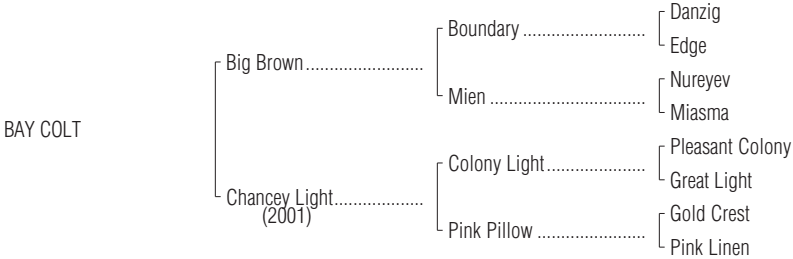 Danzig
Boundary ..........................
Edge
Big Brown.........................
Nureyev
Mien .................................
Miasma
BAY COLT
Pleasant Colony
Colony Light.....................
Great Light
Chancey Light...................
(2001)
Gold Crest
Pink Pillow .......................
Pink Linen